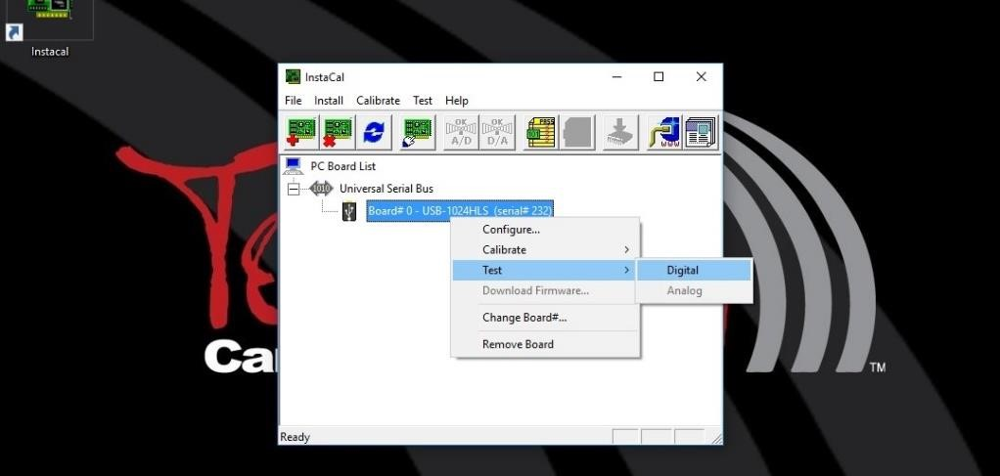 Instacal
InstaCal
File Install Calibrate Test Help
OK A/D
OK D/A
PASS
PC Board List
1010 Universal Serial Bus
Board# 0 - USB-1024HLS (serial# 232)
Configure...
Calibrate
Test
Digital
Download Firmware...
Analog
Change Board#...
Remove Board
Ca
TM
Ready